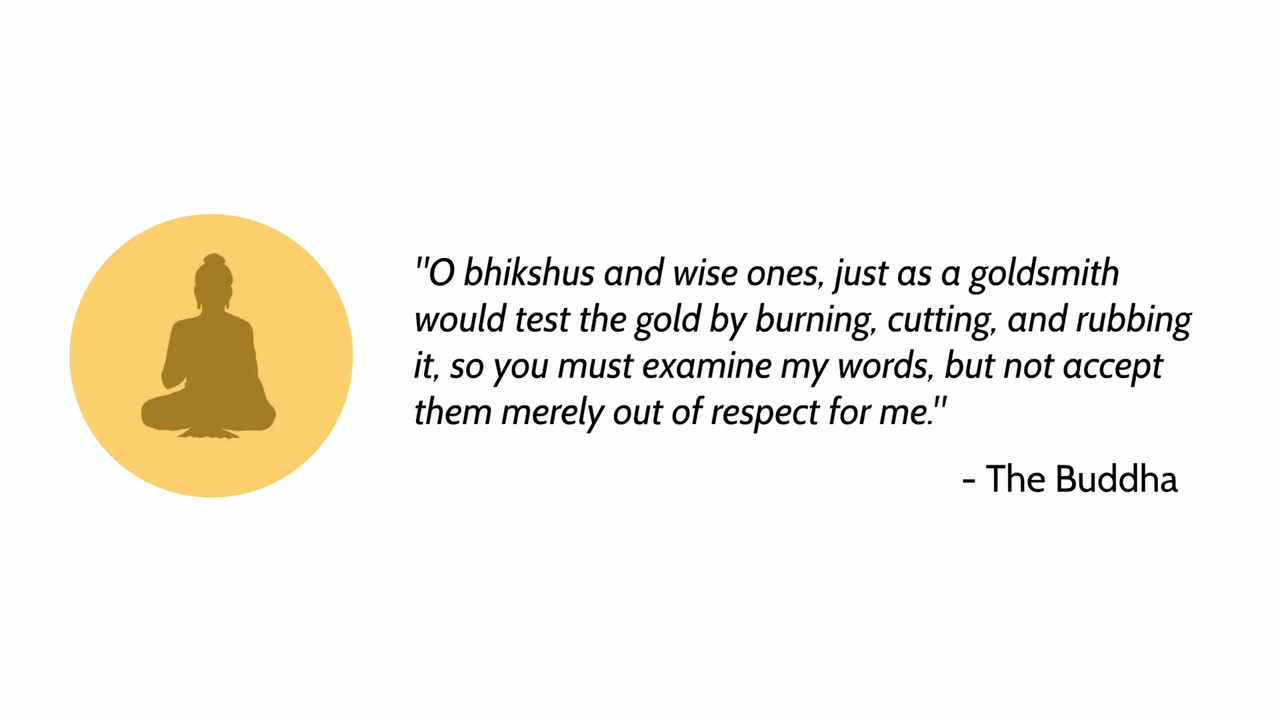 "O bhikshus and wise ones, just as a goldsmith
would test the gold by burning, cutting, and rubbing
it, so you must examine my words, but not accept
them merely out of respect for me."
- The Buddha